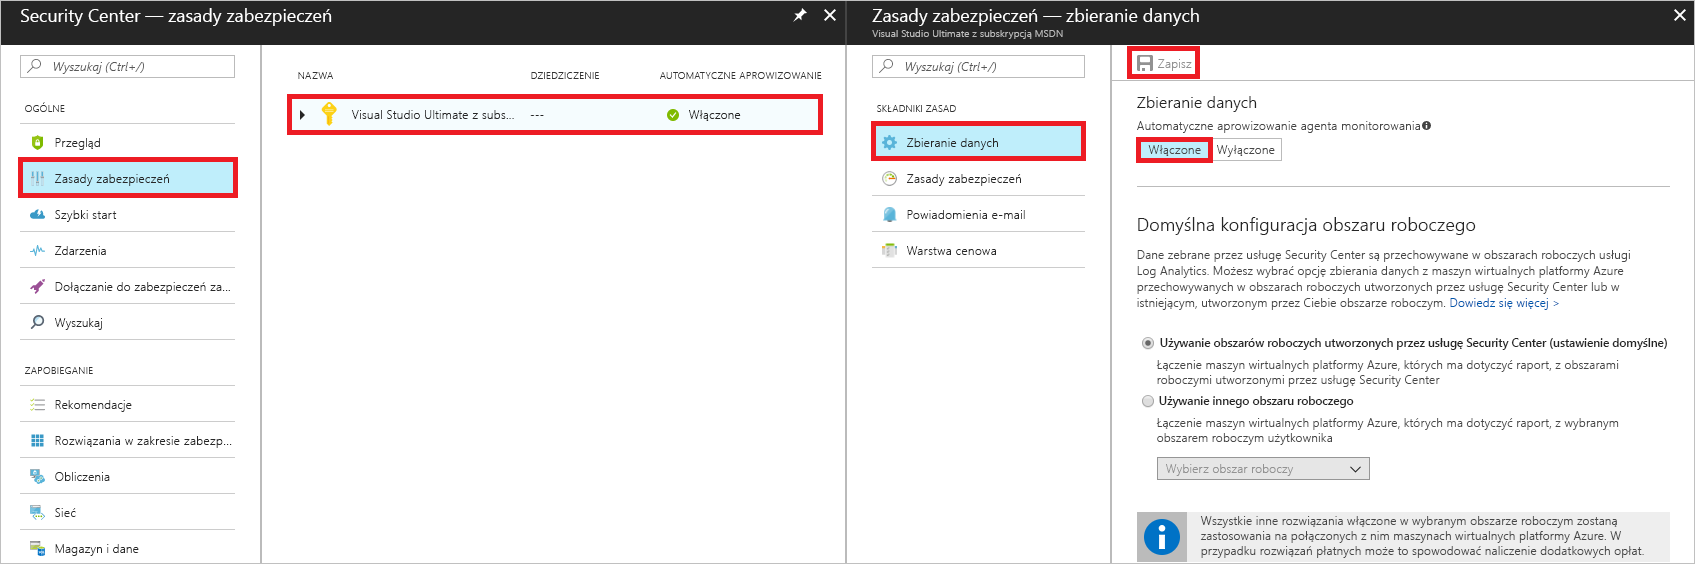 Security Center — zasady zabezpieczeń
Wyszukaj (Ctrl+/)
OGÓLNE
Przegląd
Zasady zabezpieczeń
Szybki start
Zdarzenia
Dołączanie do zabezpieczeń za...
Wyszukaj
ZAPOBIEGANIE
Rekomendacje
Rozwiązania w zakresie zabezp...
Obliczenia
Sieć
Magazyn i dane
NAZWA DZIEDZICZENIE AUTOMATYCZNE APROWIZOWANIE
Visual Studio Ultimate z subs... --- Włączone
Zasady zabezpieczeń — zbieranie danych
Visual Studio Ultimate z subskrypcją MSDN
Wyszukaj (Ctrl+/)
SKŁADNIKI ZASAD
Zbieranie danych
Zasady zabezpieczeń
Powiadomienia e-mail
Warstwa cenowa
Zapisz
Zbieranie danych
Automatyczne aprowizowanie agenta monitorowania
Włączone Wyłączone
Domyślna konfiguracja obszaru roboczego
Dane zebrane przez usługę Security Center są przechowywane w obszarach roboczych usługi
Log Analytics. Możesz wybrać opcję zbierania danych z maszyn wirtualnych platformy Azure
przechowywanych w obszarach roboczych utworzonych przez usługę Security Center lub w
istniejącym, utworzonym przez Ciebie obszarze roboczym. Dowiedz się więcej >
Używanie obszarów roboczych utworzonych przez usługę Security Center (ustawienie domyślne)
Łączenie maszyn wirtualnych platformy Azure, których ma dotyczyć raport, z obszarami
roboczymi utworzonymi przez usługę Security Center
Używanie innego obszaru roboczego
Łączenie maszyn wirtualnych platformy Azure, których ma dotyczyć raport, z wybranym
obszarem roboczym użytkownika
Wybierz obszar roboczy
Wszystkie inne rozwiązania włączone w wybranym obszarze roboczym zostaną
zastosowania na połączonych z nim maszynach wirtualnych platformy Azure. W
przypadku rozwiązań płatnych może to spowodować naliczenie dodatkowych opłat.